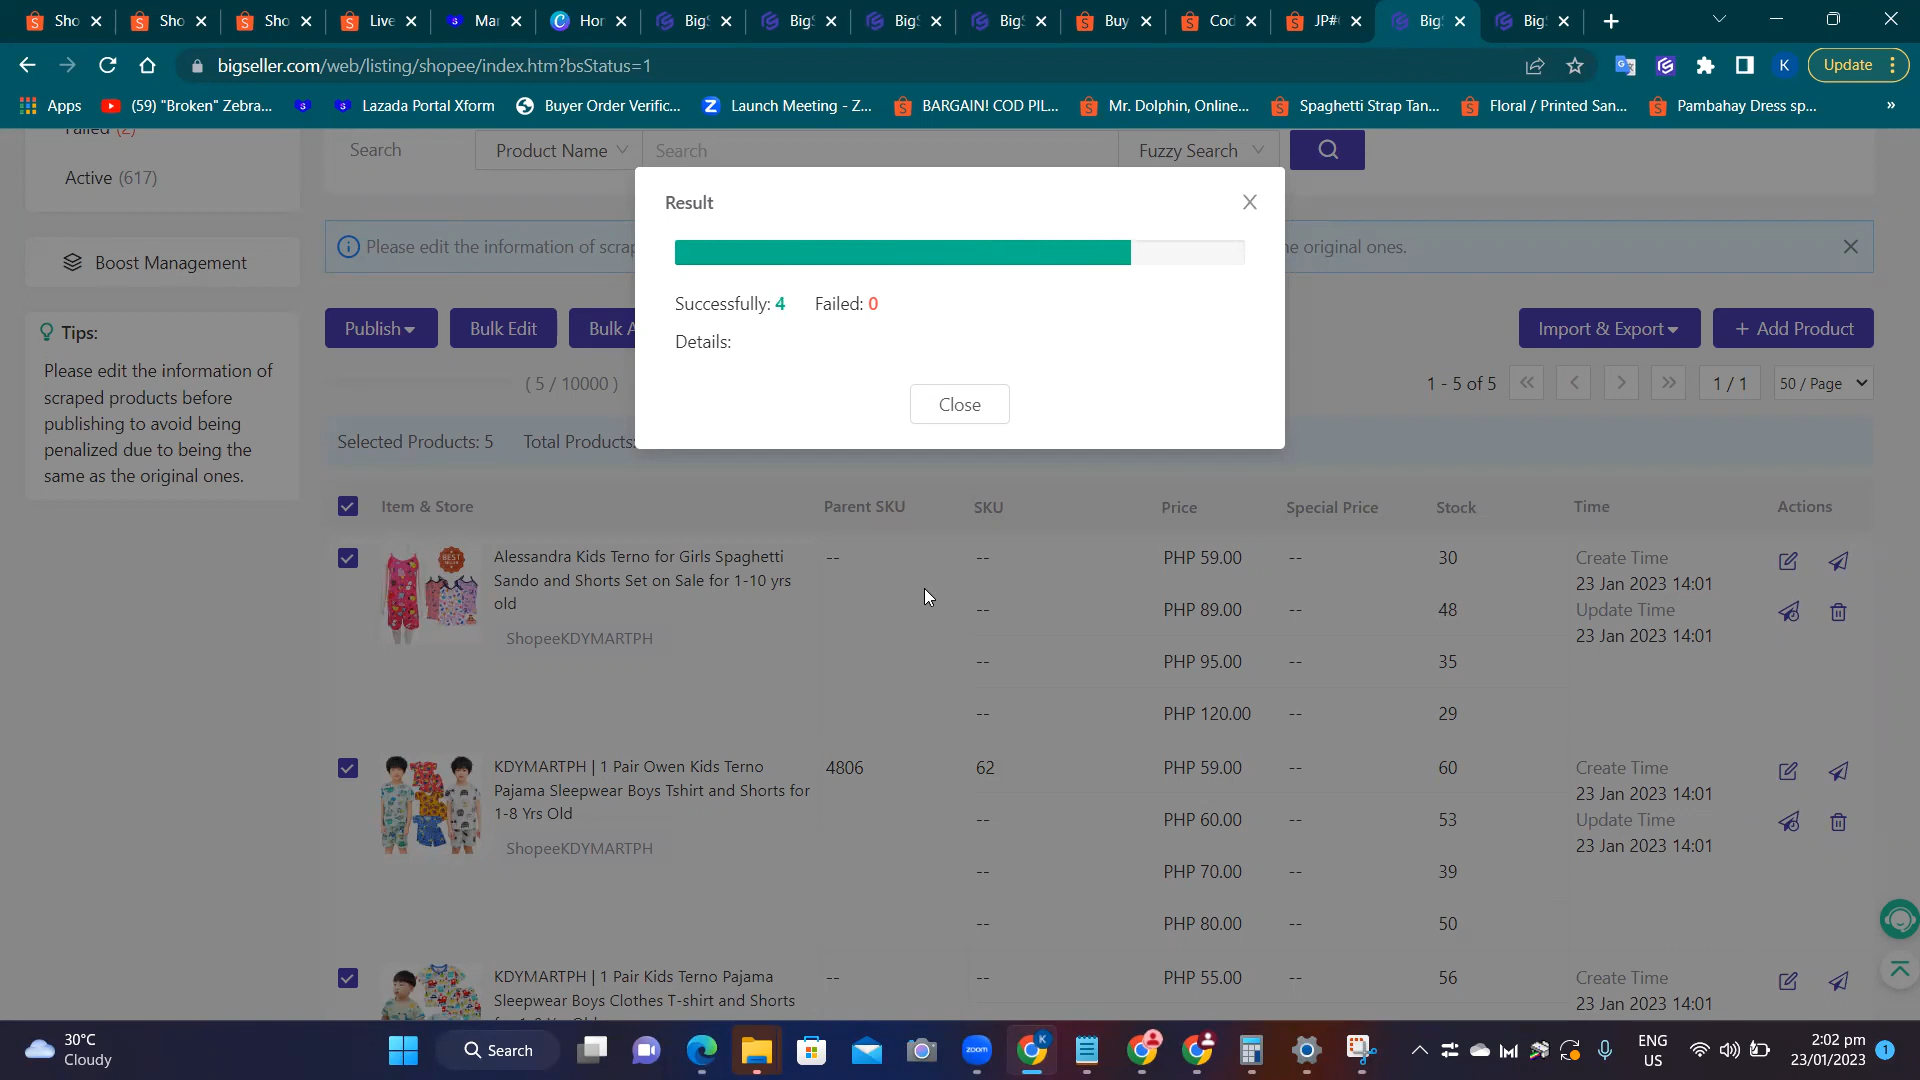 Sho
Sho
Sho
Live
Mar
Hor
BigS
BigS
BigS
BigS
Buy
Cod
JP#
BigS
BigS
bigseller.com/web/listing/shopee/index.htm?bsStatus=1
K
Update
Apps
(59) "Broken" Zebra...
Lazada Portal Xform
Buyer Order Verific...
Launch Meeting - Z...
BARGAIN! COD PIL...
Mr. Dolphin, Online...
Spaghetti Strap Tan...
Floral / Printed San...
Pambahay Dress sp...
»
Failed (2)
Active (617)
Boost Management
Tips:
Please edit the information of
scraped products before
publishing to avoid being
penalized due to being the
same as the original ones.
Search
Product Name
Search
Fuzzy Search
Please edit the information of scrap
e original ones.
Result
Successfully: 4 Failed: 0
Details:
Close
Publish
Bulk Edit
Bulk A
Import & Export
+ Add Product
( 5 / 10000 )
1 - 5 of 5
1 / 1
50 / Page
Selected Products: 5 Total Products:
Item & Store Parent SKU SKU Price Special Price Stock Time Actions
Alessandra Kids Terno for Girls Spaghetti
Sando and Shorts Set on Sale for 1-10 yrs
old
ShopeeKDYMARTPH
-- -- PHP 59.00 -- 30
-- PHP 89.00 -- 48
-- PHP 95.00 -- 35
-- PHP 120.00 -- 29
Create Time
23 Jan 2023 14:01
Update Time
23 Jan 2023 14:01
KDYMARTPH | 1 Pair Owen Kids Terno
Pajama Sleepwear Boys Tshirt and Shorts for
1-8 Yrs Old
ShopeeKDYMARTPH
4806 62 PHP 59.00 -- 60
-- PHP 60.00 -- 53
-- PHP 70.00 -- 39
-- PHP 80.00 -- 50
Create Time
23 Jan 2023 14:01
Update Time
23 Jan 2023 14:01
KDYMARTPH | 1 Pair Kids Terno Pajama
Sleepwear Boys Clothes T-shirt and Shorts
-- -- PHP 55.00 -- 56
Create Time
23 Jan 2023 14:01
30°C
Cloudy
Search
zoom
K
ENG
US
2:02 pm
23/01/2023
1